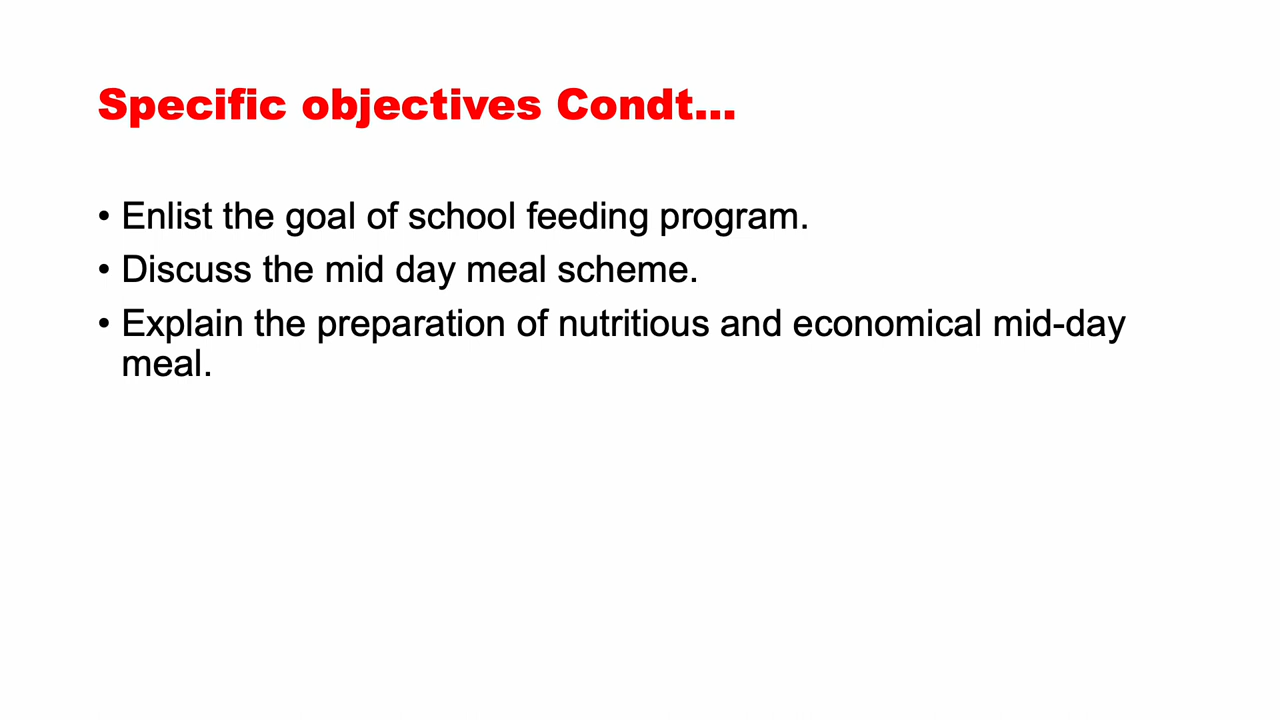 Specific objectives Condt...
• Enlist the goal of school feeding program.
• Discuss the mid day meal scheme.
• Explain the preparation of nutritious and economical mid-day
meal.